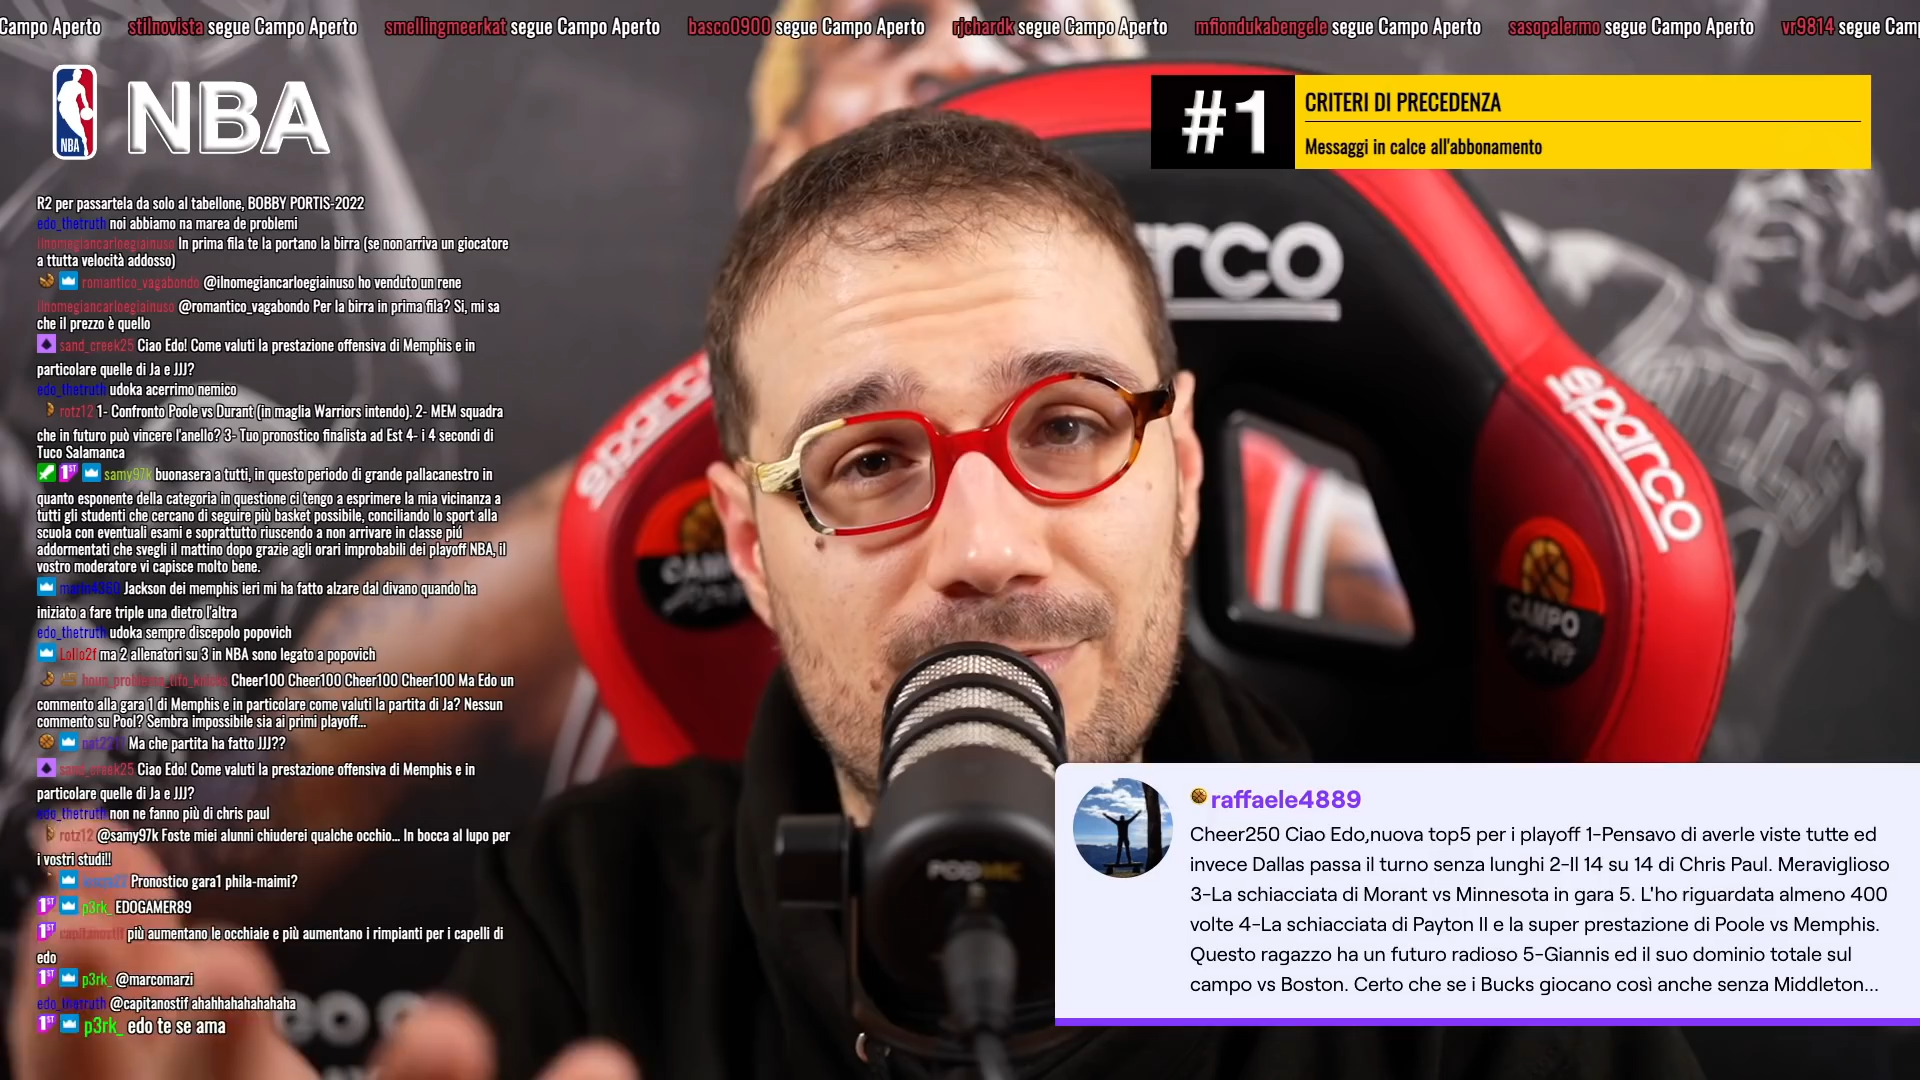 Campo Aperto stilnovista segue Campo Aperto smellingmeerkat segue Campo Aperto basco0900 segue Campo Aperto rjchardk segue Campo Aperto mfiondukabengele segue Campo Aperto sasopalermo segue Campo Aperto vr9814 segue Camp
NBA NBA
#1 CRITERI DI PRECEDENZA
Messaggi in calce all'abbonamento
R2 per passartela da solo al tabellone, BOBBY PORTIS-2022
edo_thetruth noi abbiamo na marea de problemi
ilnomegiancarloegiainuso In prima fila te la portano la birra (se non arriva un giocatore
a ttutta velocità addosso)
romantico_vagabondo @ilnomegiancarloegiainuso ho venduto un rene
ilnomegiancarloegiainuso @romantico_vagabondo Per la birra in prima fila? Si, mi sa
che il prezzo è quello
sand_creek25 Ciao Edo! Come valuti la prestazione offensiva di Memphis e in
particolare quelle di Ja e JJJ?
edo_thetruth udoka acerrimo nemico
rotz12 1- Confronto Poole vs Durant (in maglia Warriors intendo). 2- MEM squadra
che in futuro può vincere l'anello? 3- Tuo pronostico finalista ad Est 4- i 4 secondi di
Tuco Salamanca
1ST samy97k buonasera a tutti, in questo periodo di grande pallacanestro in
quanto esponente della categoria in questione ci tengo a esprimere la mia vicinanza a
tutti gli studenti che cercano di seguire più basket possibile, conciliando lo sport alla
scuola con eventuali esami e soprattutto riuscendo a non arrivare in classe piú
addormentati che svegli il mattino dopo grazie agli orari improbabili dei playoff NBA, il
vostro moderatore vi capisce molto bene.
Jackson dei memphis ieri mi ha fatto alzare dal divano quando ha
iniziato a fare triple una dietro l'altra
edo_thetruth udoka sempre discepolo popovich
Lollo2f ma 2 allenatori su 3 in NBA sono legato a popovich
Cheer100 Cheer100 Cheer100 Cheer100 Ma Edo un
commento alla gara 1 di Memphis e in particolare come valuti la partita di Ja? Nessun
commento su Pool? Sembra impossibile sia ai primi playoff...
Ma che partita ha fatto JJJ??
sand_creek25 Ciao Edo! Come valuti la prestazione offensiva di Memphis e in
particolare quelle di Ja e JJJ?
edo_thetruth non ne fanno più di chris paul
rotz12 @samy97k Foste miei alunni chiuderei qualche occhio... In bocca al lupo per
i vostri studi!!
Pronostico gara1 phila-maimi?
1ST p3rk_ EDOGAMER89
1ST capitanostif più aumentano le occhiaie e più aumentano i rimpianti per i capelli di
edo
1ST p3rk_ @marcomarzi
edo_thetruth @capitanostif ahahhahahahahaha
1ST p3rk_ edo te se ama
sparco
arco
sparco
CAMPO
CAMPO
PODMIC
raffaele4889
Cheer250 Ciao Edo,nuova top5 per i playoff 1-Pensavo di averle viste tutte ed
invece Dallas passa il turno senza lunghi 2-Il 14 su 14 di Chris Paul. Meraviglioso
3-La schiacciata di Morant vs Minnesota in gara 5. L'ho riguardata almeno 400
volte 4-La schiacciata di Payton II e la super prestazione di Poole vs Memphis.
Questo ragazzo ha un futuro radioso 5-Giannis ed il suo dominio totale sul
campo vs Boston. Certo che se i Bucks giocano così anche senza Middleton...